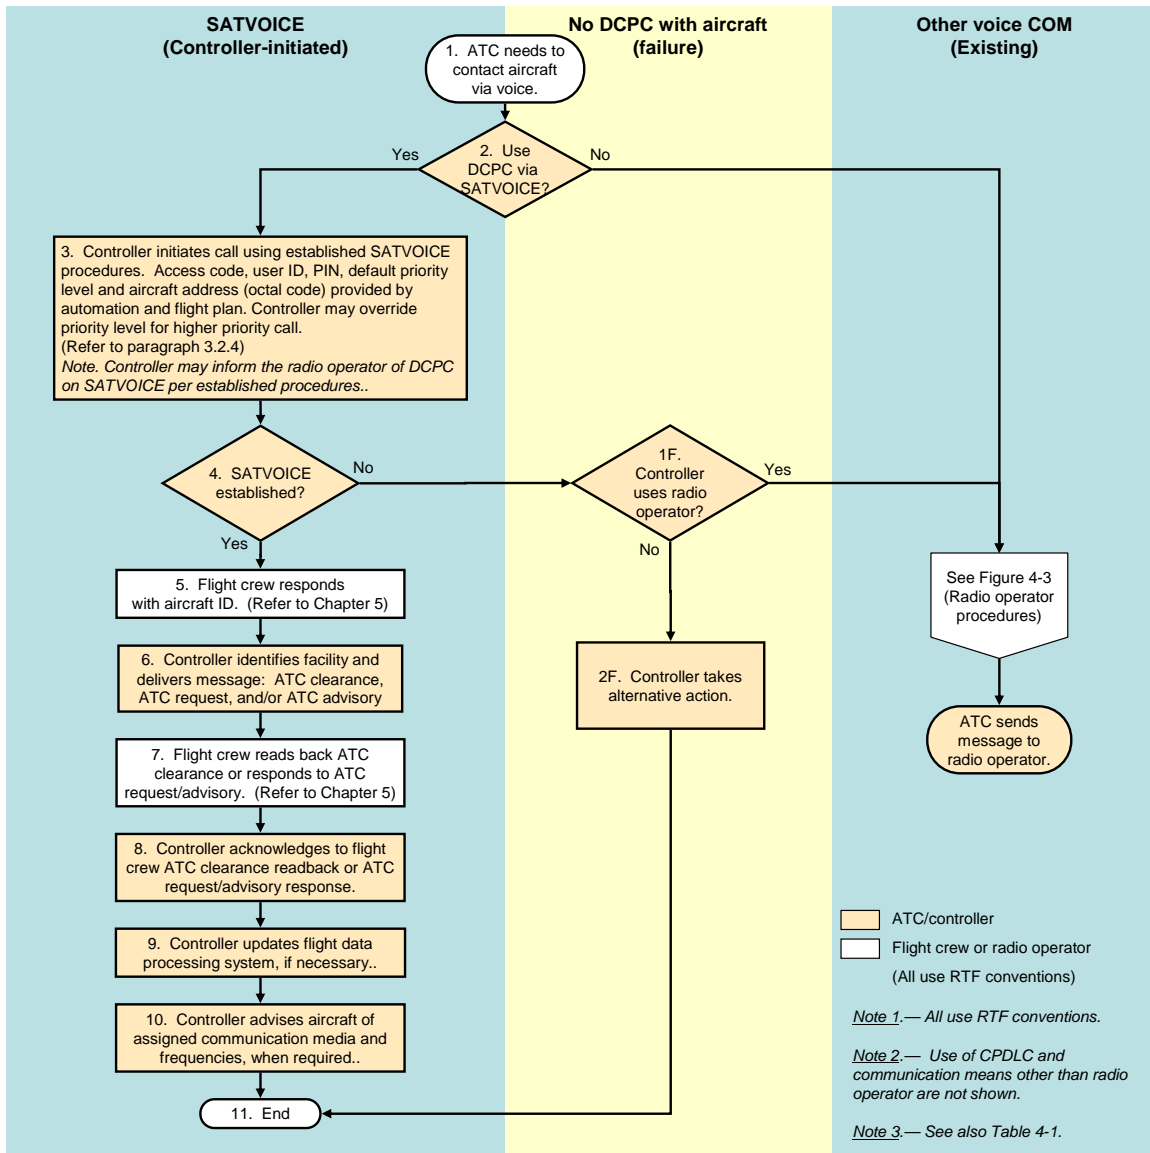 SATVOICE
(Controller-initiated)
No DCPC with aircraft
(failure)
Other voice COM
(Existing)
1.  ATC needs to
contact aircraft
via voice.
2.  Use
DCPC via
SATVOICE?
Yes
No
3.  Controller initiates call using established SATVOICE
procedures.  Access code, user ID, PIN, default priority
level and aircraft address (octal code) provided by
automation and flight plan. Controller may override
priority level for higher priority call.
(Refer to paragraph 3.2.4)
Note. Controller may inform the radio operator of DCPC
on SATVOICE per established procedures..
4.  SATVOICE
established?
No
Yes
1F.
Controller
uses radio
operator?
Yes
No
5.  Flight crew responds
with aircraft ID.  (Refer to Chapter 5)
See Figure 4-3
(Radio operator
procedures)
6.  Controller identifies facility and
delivers message:  ATC clearance,
ATC request, and/or ATC advisory
2F.  Controller takes
alternative action.
7.  Flight crew reads back ATC
clearance or responds to ATC
request/advisory.  (Refer to Chapter 5)
ATC sends
message to
radio operator.
8.  Controller acknowledges to flight
crew ATC clearance readback or ATC
request/advisory response.
9.  Controller updates flight data
processing system, if necessary..
10.  Controller advises aircraft of
assigned communication media and
frequencies, when required..
11.  End
ATC/controller
Flight crew or radio operator
(All use RTF conventions)
Note 1.— All use RTF conventions.
Note 2.—  Use of CPDLC and
communication means other than radio
operator are not shown.
Note 3.— See also Table 4-1.